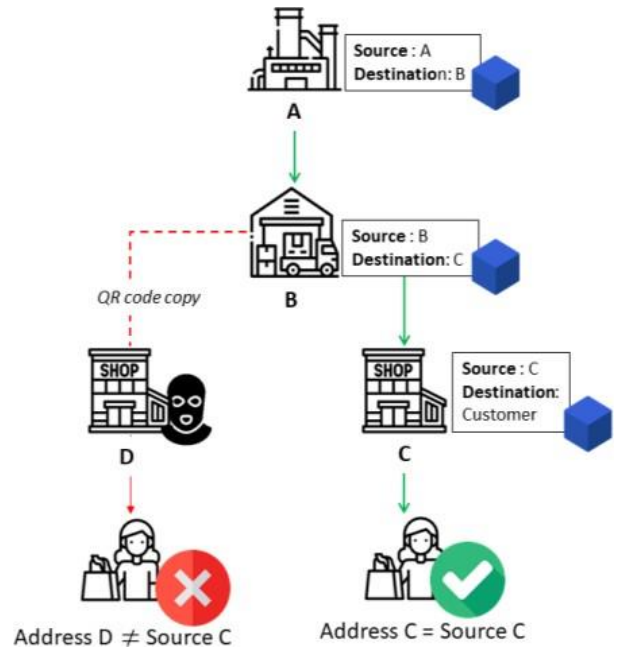 Source : A
Destination: B
A
Source : B
Destination: C
B
QR code copy
SHOP
SHOP
Source : C
Destination:
Customer
D
C
Address D ≠ Source C
Address C = Source C